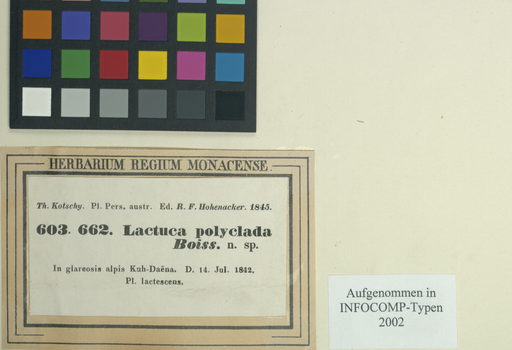 HERBARIUM REGIUM MONACENSE.
Th. Kotschy. Pl. Pers. austr. Ed. R. F. Hohenacker. 1845.
603. 662. Lactuca polyclada
Boiss. n. sp.
In glareosis alpis Kuh-Daëna. D. 14. Jul. 1842.
Pl. lactescens.
Aufgenommen in
INFOCOMP-Typen
2002